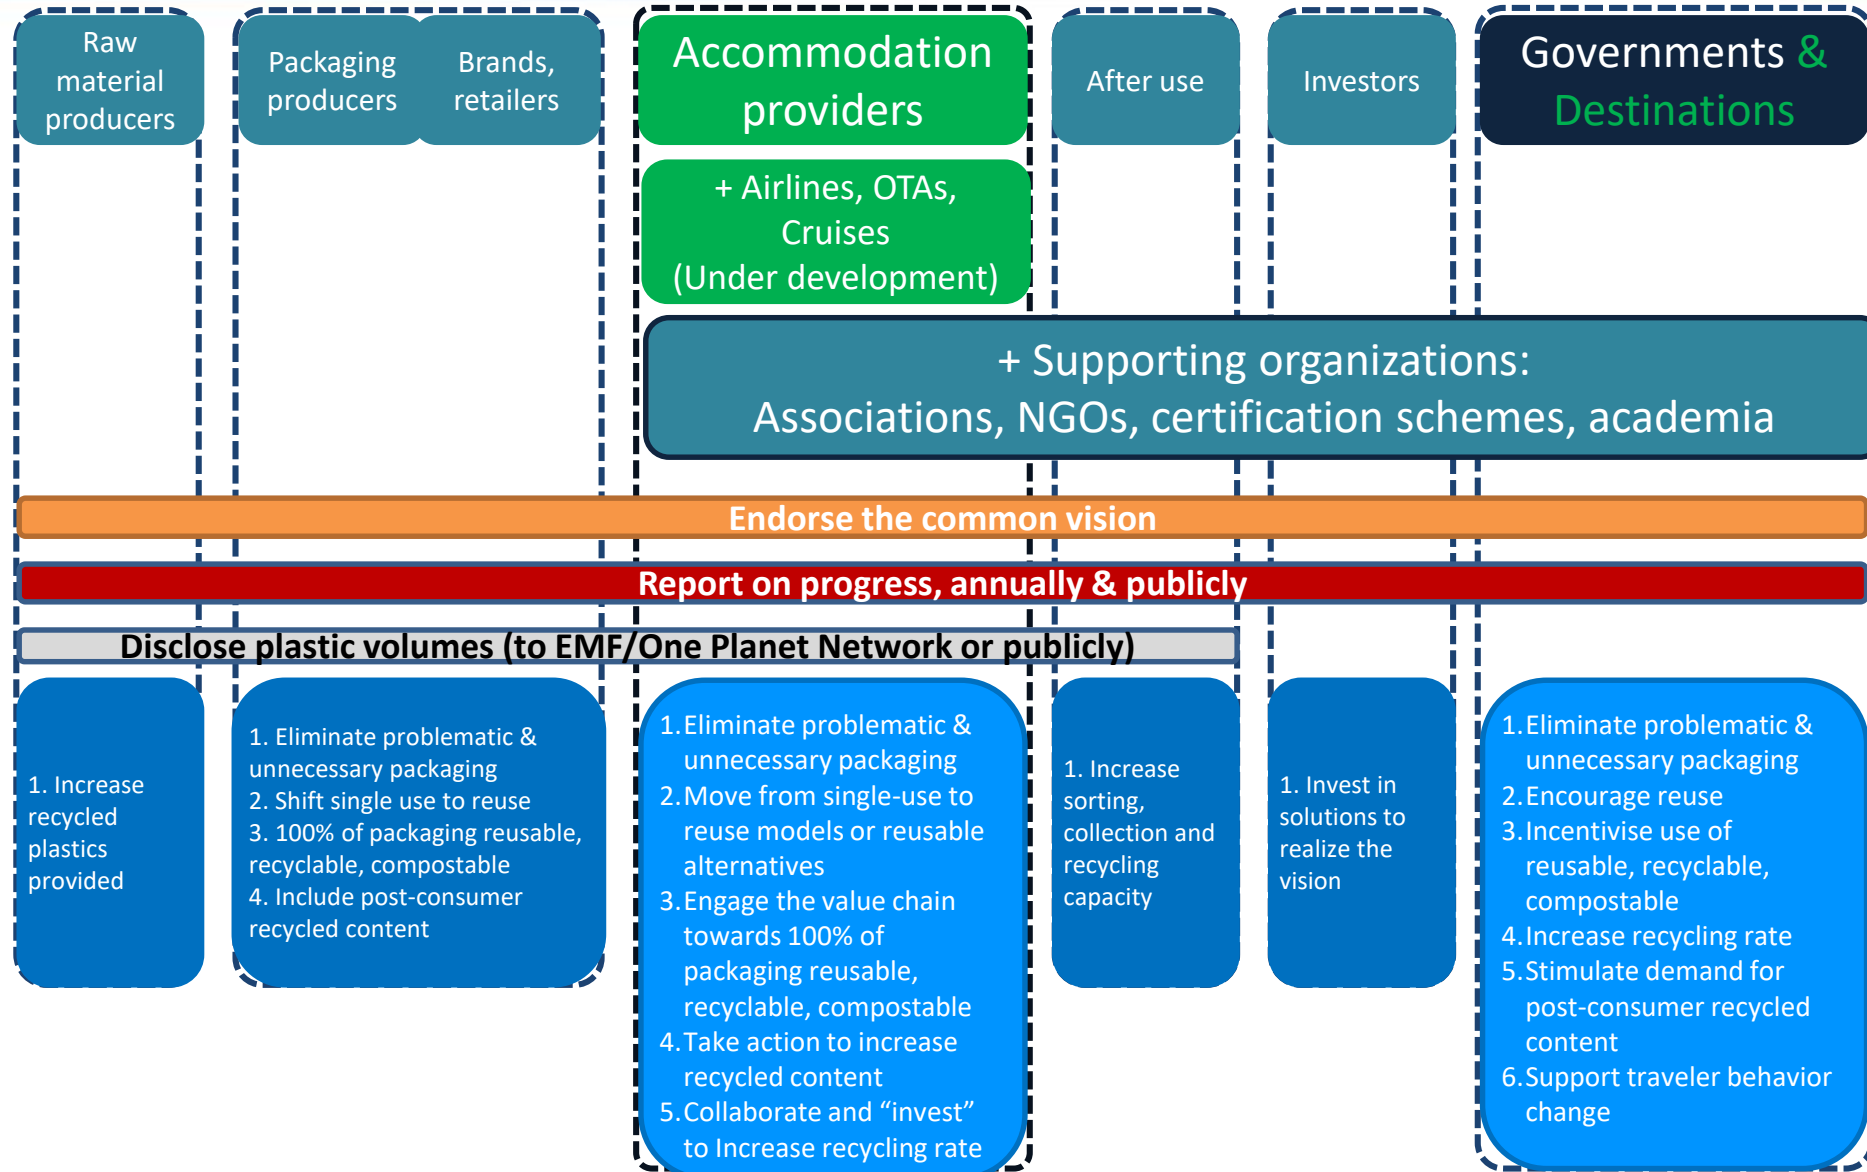 Raw
material
producers
Packaging
producers
Brands,
retailers
Accommodation
providers
After use
Investors
Governments &
Destinations
+ Airlines, OTAs,
Cruises
(Under development)
+ Supporting organizations:
Associations, NGOs, certification schemes, academia
Endorse the common vision
Report on progress, annually & publicly
Disclose plastic volumes (to EMF/One Planet Network or publicly)
1. Increase
recycled
plastics
provided
1. Eliminate problematic &
unnecessary packaging
2. Shift single use to reuse
3. 100% of packaging reusable,
recyclable, compostable
4. Include post-consumer
recycled content
1.Eliminate problematic &
unnecessary packaging
2.Move from single-use to
reuse models or reusable
alternatives
3.Engage the value chain
towards 100% of
packaging reusable,
recyclable, compostable
4.Take action to increase
recycled content
5.Collaborate and “invest”
to Increase recycling rate
1. Increase
sorting,
collection and
recycling
capacity
1. Invest in
solutions to
realize the
vision
1.Eliminate problematic &
unnecessary packaging
2.Encourage reuse
3.Incentivise use of
reusable, recyclable,
compostable
4.Increase recycling rate
5.Stimulate demand for
post-consumer recycled
content
6.Support traveler behavior
change